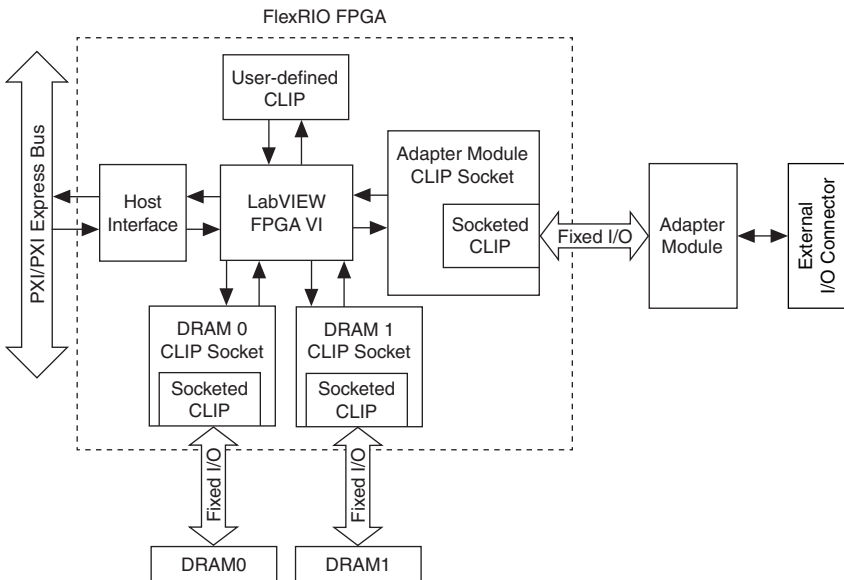 FlexRIO FPGA
User-defined
CLIP
PXI/PXI Express Bus
Host
Interface
LabVIEW
FPGA VI
Adapter Module
CLIP Socket
Socketed
CLIP
Fixed I/O
Adapter
Module
External
I/O Connector
DRAM 0
CLIP Socket
Socketed
CLIP
DRAM 1
CLIP Socket
Socketed
CLIP
Fixed I/O
Fixed I/O
DRAM0
DRAM1